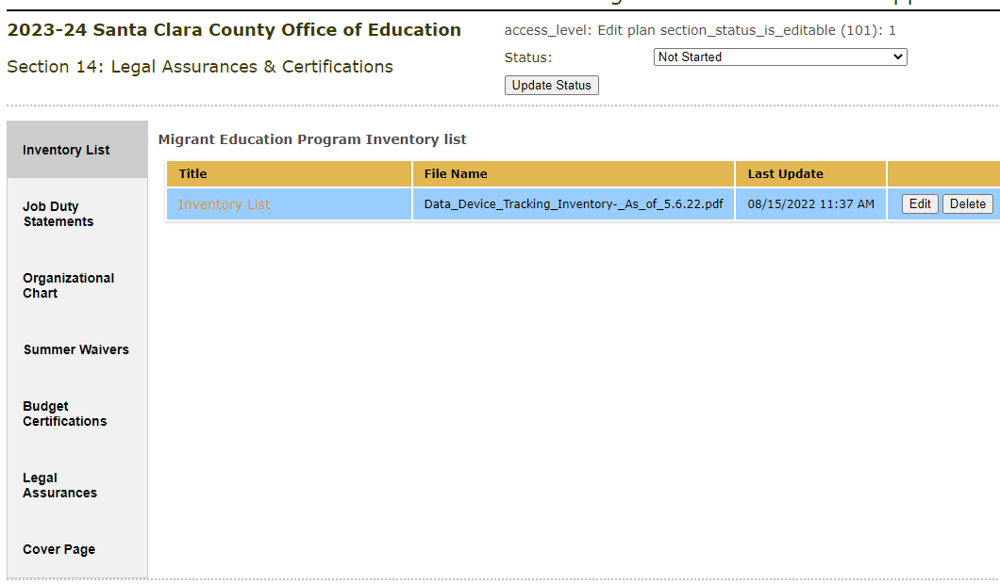 2023-24 Santa Clara County Office of Education
access_level: Edit plan section_status_is_editable (101): 1
Section 14: Legal Assurances & Certifications
Status:
Not Started
Update Status
Inventory List
Job Duty
Statements
Organizational
Chart
Summer Waivers
Budget
Certifications
Legal
Assurances
Cover Page
Migrant Education Program Inventory list
Title File Name Last Update
Inventory List Data_Device_Tracking_Inventory-_As_of_5.6.22.pdf 08/15/2022 11:37 AM Edit Delete